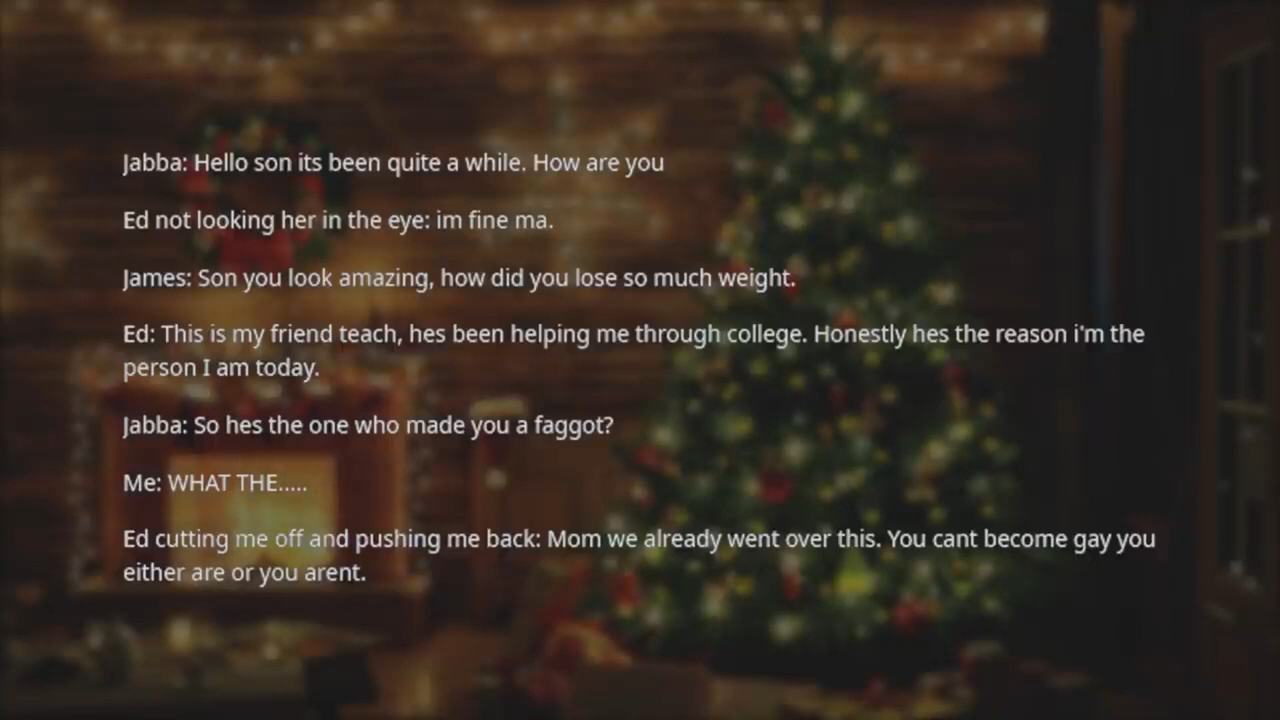 Jabba: Hello son its been quite a while. How are you
Ed not looking her in the eye: im fine ma.
James: Son you look amazing, how did you lose so much weight.
Ed: This is my friend teach, hes been helping me through college. Honestly hes the reason i'm the
person I am today.
Jabba: So hes the one who made you a faggot?
Me: WHAT THE.....
Ed cutting me off and pushing me back: Mom we already went over this. You cant become gay you
either are or you arent.